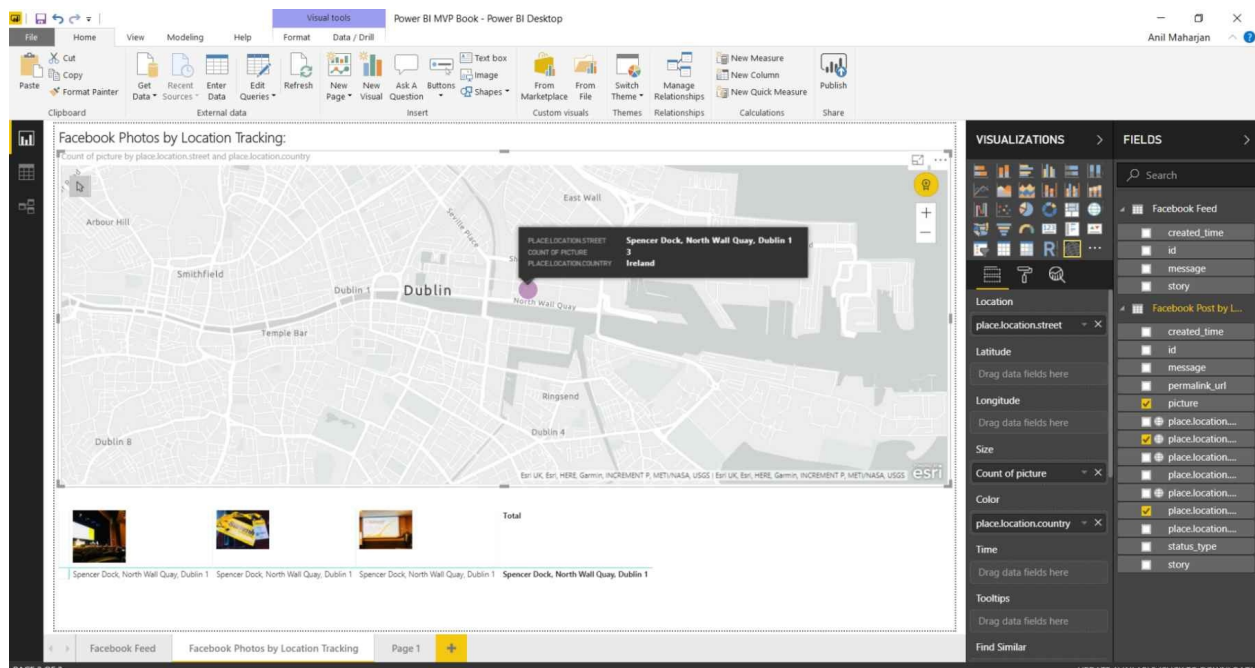 Visual tools
Power BI MVP Book - Power BI Desktop
File Home View Modeling Help Format Data / Drill
Anil Maharjan
Paste
Cut
Copy
Format Painter
Clipboard
Get Data
Recent Sources
Enter Data
Edit Queries
External data
Refresh
New Page
New Visual
Ask A Question
Buttons
Text box
Image
Shapes
Insert
From Marketplace
From File
Custom visuals
Switch Theme
Themes
Manage Relationships
Relationships
New Measure
New Column
New Quick Measure
Calculations
Publish
Share
Facebook Photos by Location Tracking:
Count of picture by place.location.street and place.location.country
East Wall
Arbour Hill
Seville Place
PLACE.LOCATION.STREET Spencer Dock, North Wall Quay, Dublin 1
COUNT OF PICTURE 3
PLACE.LOCATION.COUNTRY Ireland
Smithfield
Dublin 1
Dublin
North Wall Quay
Temple Bar
Ringsend
Dublin 4
Dublin 8
Esri UK, Esri, HERE, Garmin, INCREMENT P, METI/NASA, USGS | Esri UK, Esri, HERE, Garmin, INCREMENT P, METI/NASA, USGS
esri
Total
Spencer Dock, North Wall Quay, Dublin 1 Spencer Dock, North Wall Quay, Dublin 1 Spencer Dock, North Wall Quay, Dublin 1 Spencer Dock, North Wall Quay, Dublin 1
Facebook Feed Facebook Photos by Location Tracking Page 1
VISUALIZATIONS
R
Location
place.location.street
Latitude
Drag data fields here
Longitude
Drag data fields here
Size
Count of picture
Color
place.location.country
Time
Drag data fields here
Tooltips
Drag data fields here
Find Similar
FIELDS
Search
Facebook Feed
created_time
id
message
story
Facebook Post by L...
created_time
id
message
permalink_url
picture
place.location....
place.location....
place.location....
place.location....
place.location....
place.location....
place.location....
status_type
story